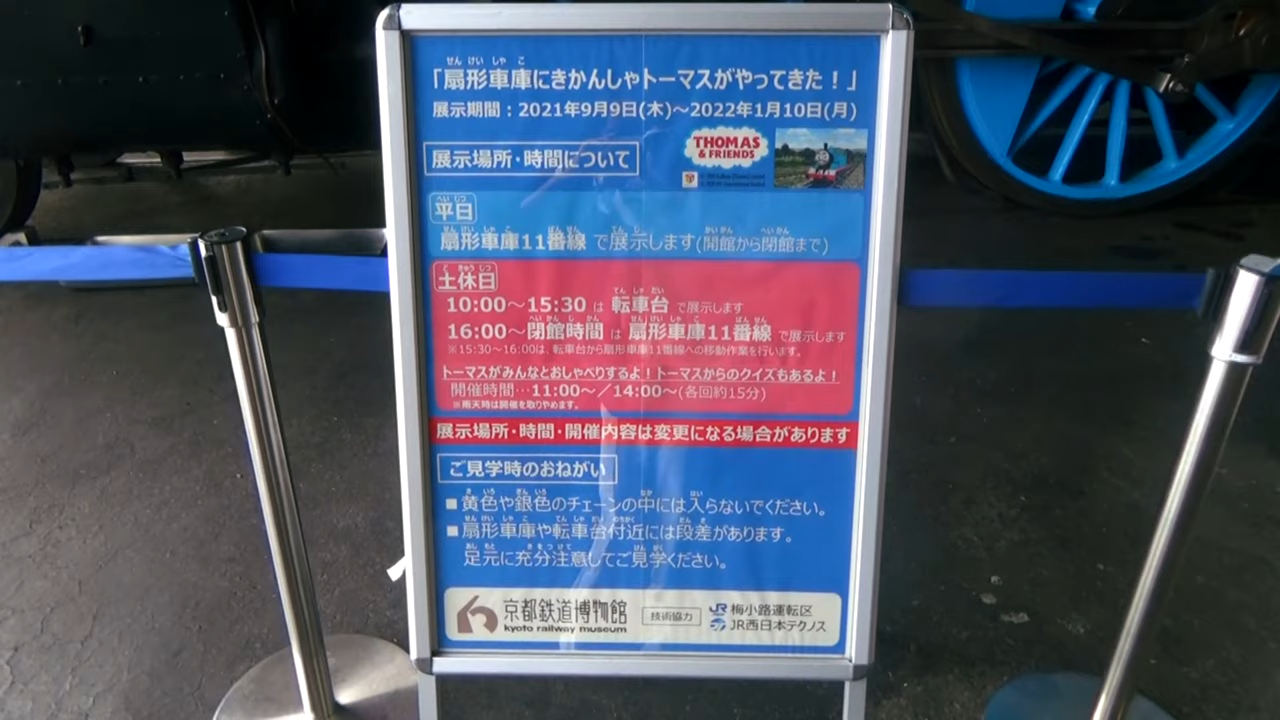 「扇形車庫にきかんしゃトーマスがやってきた！」
展示期間：2021年9月9日(木)～2022年1月10日(月)
THOMAS
& FRIENDS
展示場所・時間について
平日
扇形車庫11番線 で展示します(開館から閉館まで)
土休日
10:00～15:30 は 転車台 で展示します
16:00～閉館時間 は 扇形車庫11番線 で展示します
※15:30～16:00は、転車台から扇形車庫11番線への移動作業を行います。
トーマスがみんなとおしゃべりするよ！トーマスからのクイズもあるよ！
開催時間…11:00～／14:00～(各回約15分)
※雨天時は開催を取りやめます。
展示場所・時間・開催内容は変更になる場合があります
ご見学時のおねがい
■黄色や銀色のチェーンの中には入らないでください。
■扇形車庫や転車台付近には段差があります。
足元に充分注意してご見学ください。
京都鉄道博物館
kyoto railway museum
技術協力
JR 梅小路運転区
JR西日本テクノス